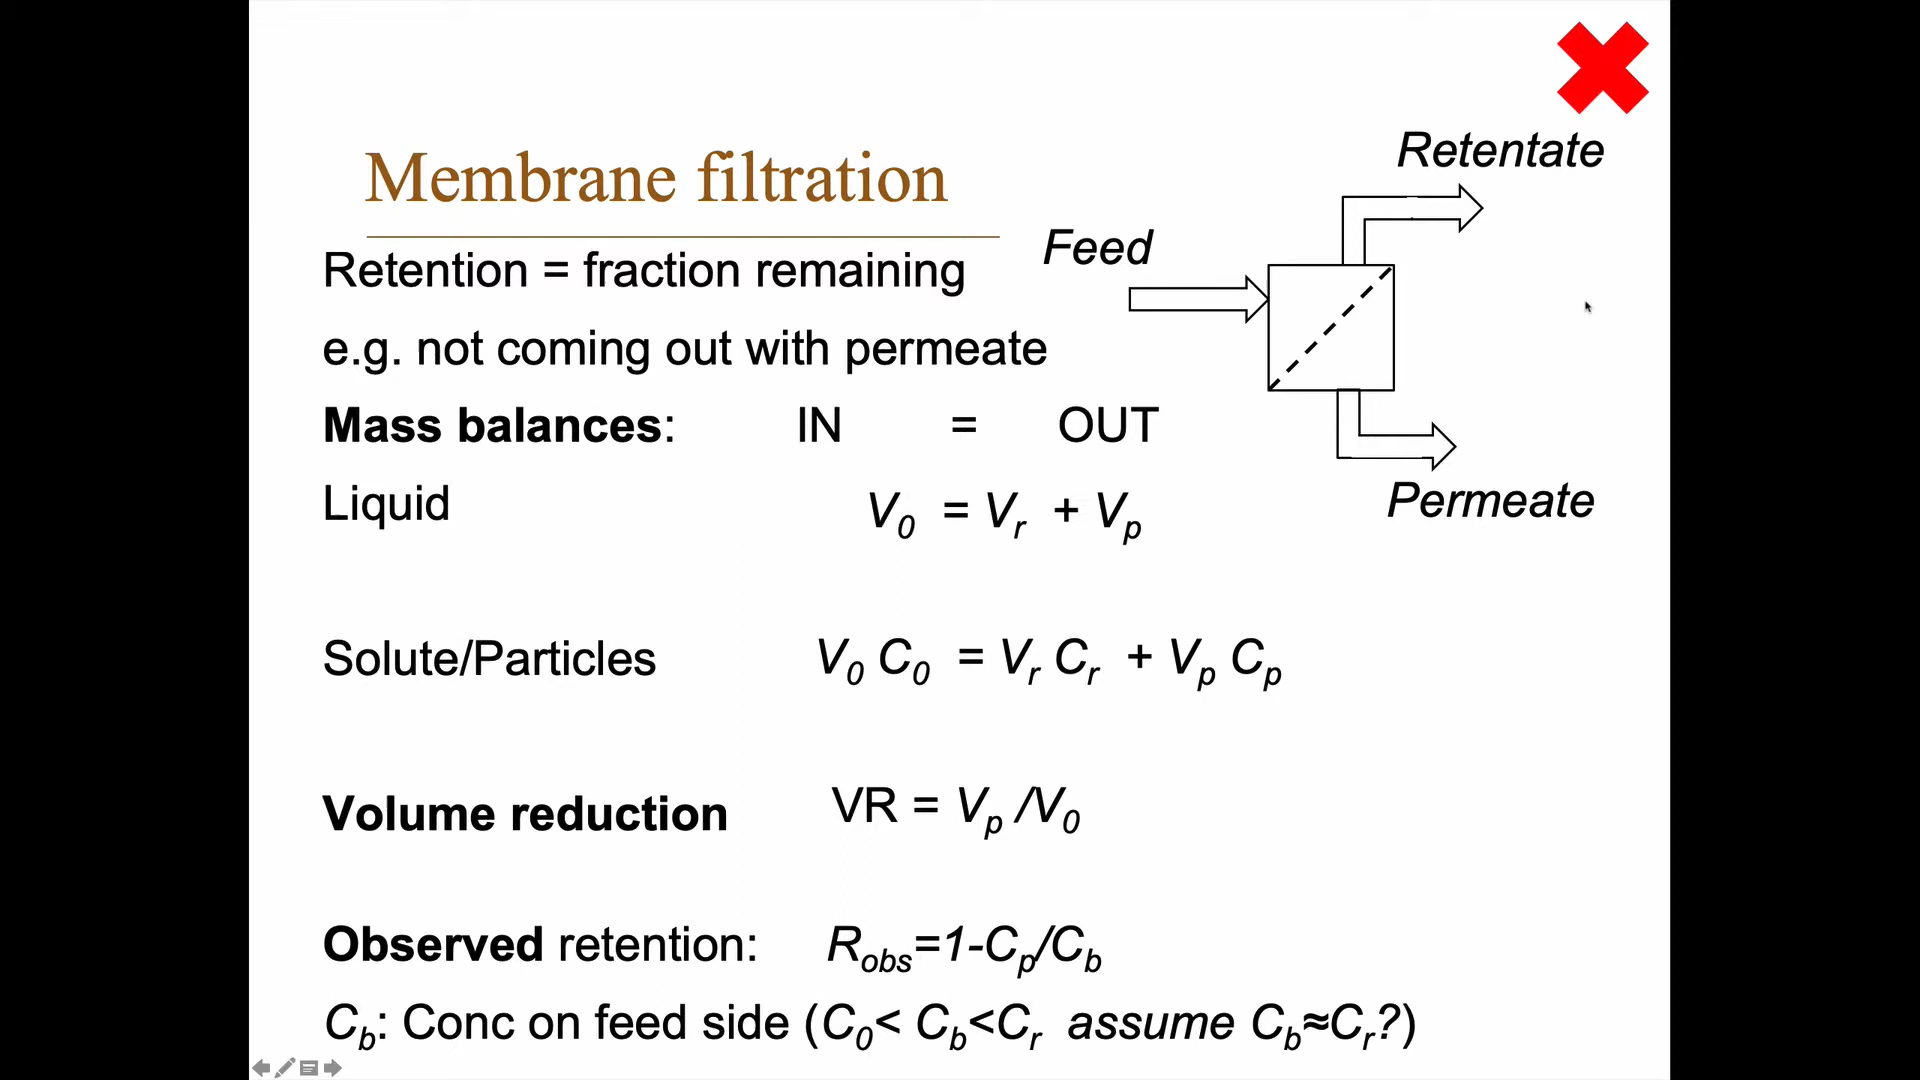 Membrane filtration
Retentate
Feed
Retention = fraction remaining
e.g. not coming out with permeate
Mass balances: IN = OUT
Permeate
Liquid V0 = Vr + Vp
Solute/Particles V0 C0 = Vr Cr + Vp Cp
Volume reduction VR = Vp /V0
Observed retention: Robs=1-Cp/Cb
Cb: Conc on feed side (C0< Cb<Cr assume Cb≈Cr?)